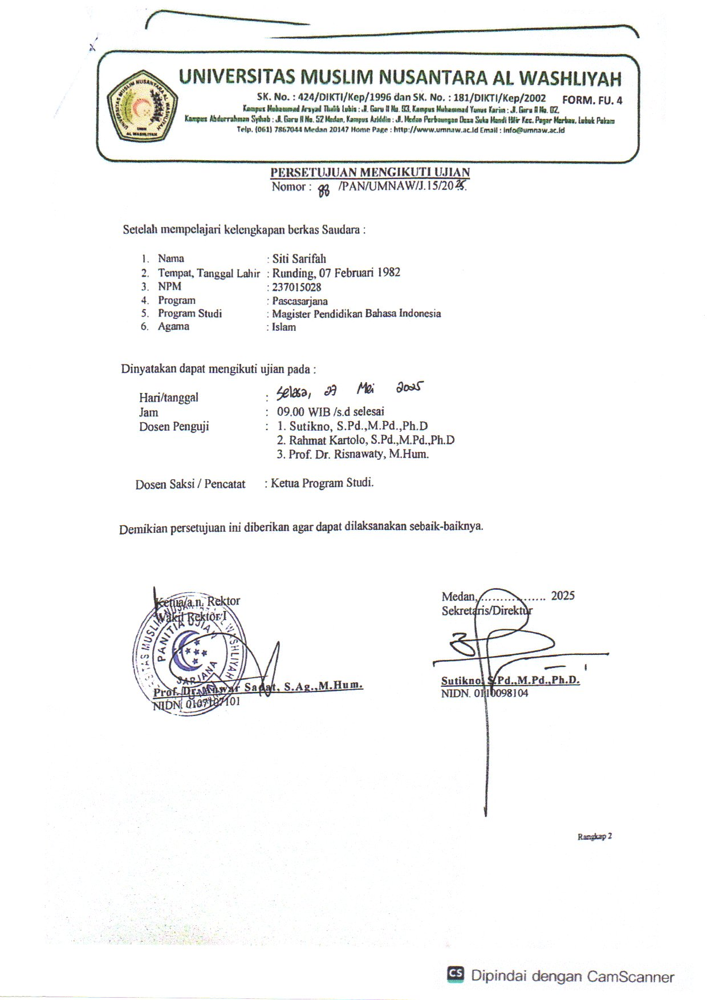 UNIVERSITAS MUSLIM NUSANTARA AL WASHLIYAH
SK. No. : 424/DIKTI/Kep/1996 dan SK. No. : 181/DIKTI/Kep/2002 FORM. FU. 4
Kampus Muhammad Arsyad Thalib Lubis : Jl. Garu II No. 93, Kampus Muhammad Yunus Karim : Jl. Garu II No. 02,
Kampus Abdurrahman Syihab : Jl. Garu II No. 52 Medan, Kampus Aziddin : Jl. Medan Perbaungan Desa Suka Mandi Hilir Kec. Pagar Merbau, Lubuk Pakam
Telp. (061) 7867044 Medan 20147 Home Page : http://www.umnaw.ac.id Email : info@umnaw.ac.id
UNIVERSITAS MUSLIM NUSANTARA AL WASHLIYAH
UMN
AL WASHLIYAH
PERSETUJUAN MENGIKUTI UJIAN
Nomor : 88 /PAN/UMNAW/J.15/2025.
Setelah mempelajari kelengkapan berkas Saudara :
1. Nama : Siti Sarifah
2. Tempat, Tanggal Lahir : Runding, 07 Februari 1982
3. NPM : 237015028
4. Program : Pascasarjana
5. Program Studi : Magister Pendidikan Bahasa Indonesia
6. Agama : Islam
Dinyatakan dapat mengikuti ujian pada :
Hari/tanggal : Selasa, 27 Mei 2025
Jam : 09.00 WIB /s.d selesai
Dosen Penguji : 1. Sutikno, S.Pd.,M.Pd.,Ph.D
2. Rahmat Kartolo, S.Pd.,M.Pd.,Ph.D
3. Prof. Dr. Risnawaty, M.Hum.
Dosen Saksi / Pencatat : Ketua Program Studi.
Demikian persetujuan ini diberikan agar dapat dilaksanakan sebaik-baiknya.
Ketua/a.n. Rektor
Wakil Rektor I
PANITIA UJIAN
SARJANA
Prof. Dr. Anwar Sadat, S.Ag.,M.Hum.
NIDN. 0107107101
Medan, .................. 2025
Sekretaris/Direktur
Sutikno, S.Pd.,M.Pd.,Ph.D.
NIDN. 0110098104
Rangkap 2
CS Dipindai dengan CamScanner